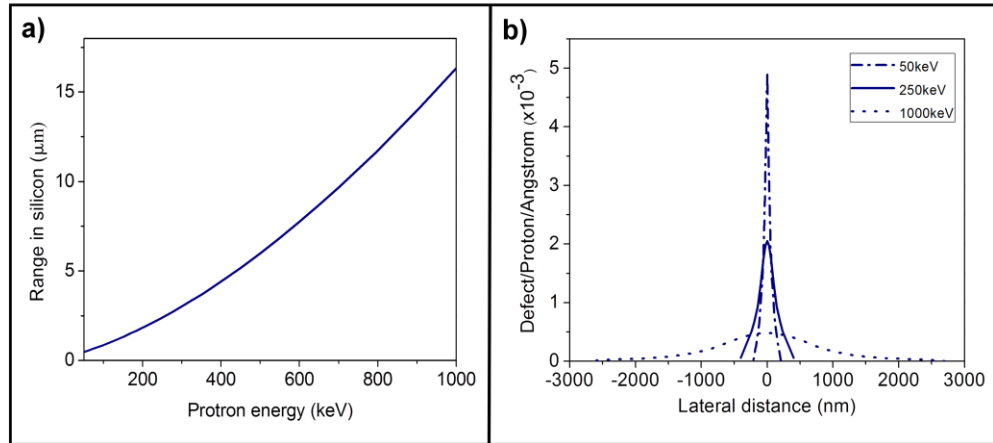 a)
Range in silicon (μm)
15
10
5
0
200 400 600 800 1000
Protron energy (keV)
b)
Defect/Proton/Angstrom (x10-3)
5
4
3
2
1
0
50keV
250keV
1000keV
-3000 -2000 -1000 0 1000 2000 3000
Lateral distance (nm)